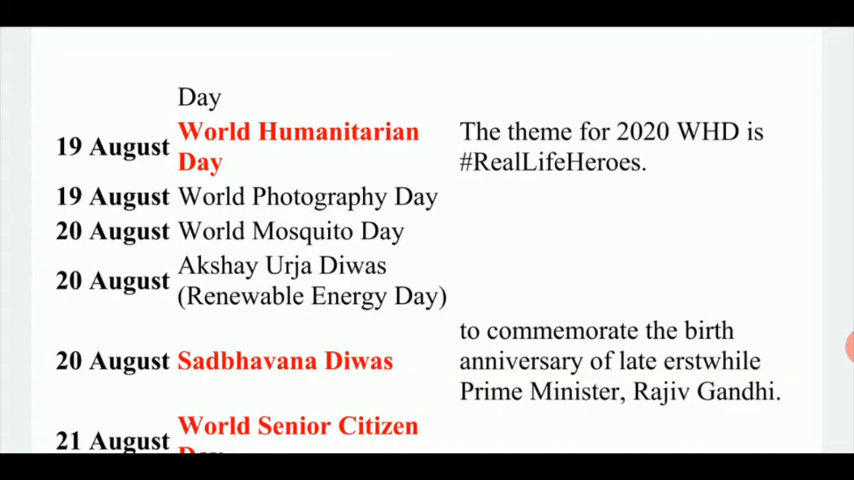 Day
19 August World Humanitarian Day The theme for 2020 WHD is #RealLifeHeroes.
19 August World Photography Day
20 August World Mosquito Day
20 August Akshay Urja Diwas (Renewable Energy Day)
20 August Sadbhavana Diwas to commemorate the birth anniversary of late erstwhile Prime Minister, Rajiv Gandhi.
21 August World Senior Citizen